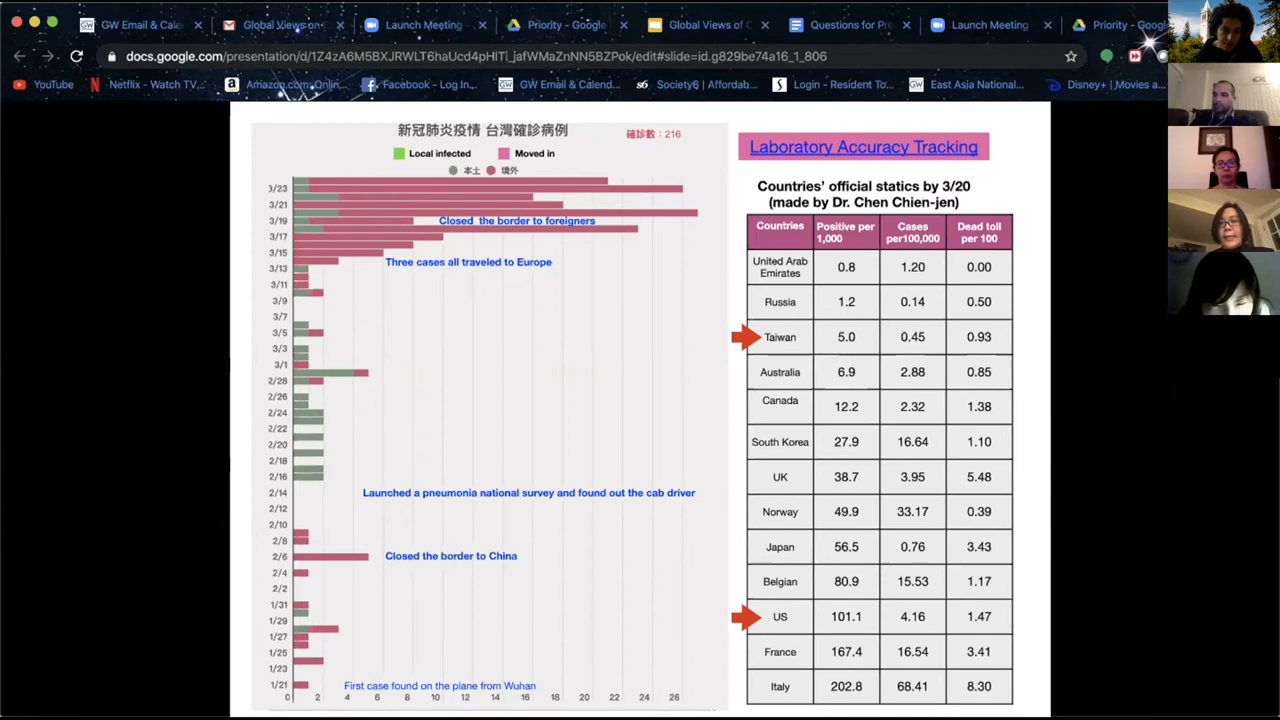 GW Email & Cale
Global Views on
Launch Meeting
Priority - Google
Global Views of C
Questions for Pre
Launch Meeting
Priority - Goog
docs.google.com/presentation/d/1Z4zA6M5BXJRWLT6haUcd4pHITi_jafWMaZnNN5BZPok/edit#slide=id.g829be74a16_1_806
YouTube
Netflix - Watch TV...
Amazon.com: Onlin...
Facebook - Log In...
GW Email & Calend...
Society6 | Affordab...
Login - Resident To...
East Asia National...
Disney+ | Movies a
新冠肺炎疫情 台灣確診病例
確診數：216
Local infected
Moved in
本土 境外
3/23
3/21
3/19
Closed the border to foreigners
3/17
3/15
Three cases all traveled to Europe
3/13
3/11
3/9
3/7
3/5
3/3
3/1
2/28
2/26
2/24
2/22
2/20
2/18
2/16
2/14
Launched a pneumonia national survey and found out the cab driver
2/12
2/10
2/8
2/6
Closed the border to China
2/4
2/2
1/31
1/29
1/27
1/25
1/23
1/21
First case found on the plane from Wuhan
0 2 4 6 8 10 12 14 16 18 20 22 24 26
Laboratory Accuracy Tracking
Countries' official statics by 3/20
(made by Dr. Chen Chien-jen)
Countries Positive per 1,000 Cases per100,000 Dead toll per 100
United Arab Emirates 0.8 1.20 0.00
Russia 1.2 0.14 0.50
Taiwan 5.0 0.45 0.93
Australia 6.9 2.88 0.85
Canada 12.2 2.32 1.38
South Korea 27.9 16.64 1.10
UK 38.7 3.95 5.48
Norway 49.9 33.17 0.39
Japan 56.5 0.76 3.43
Belgian 80.9 15.53 1.17
US 101.1 4.16 1.47
France 167.4 16.54 3.41
Italy 202.8 68.41 8.30